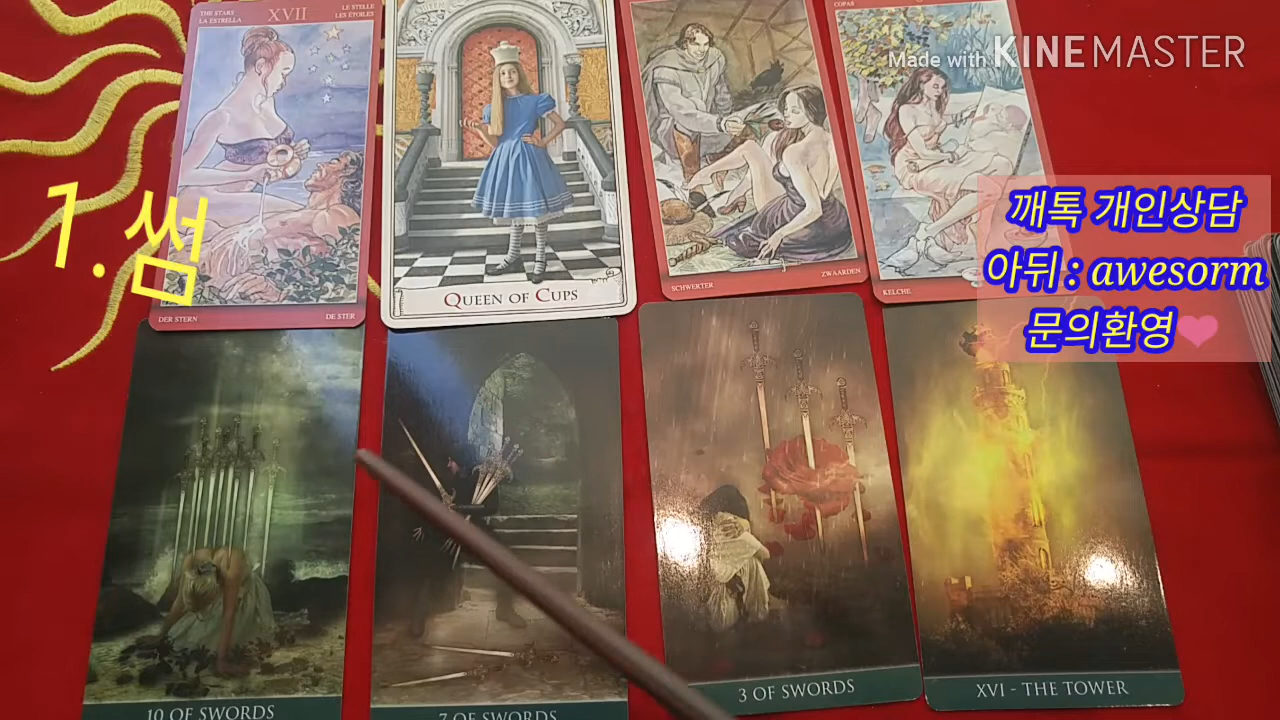 THE STARS
LA ESTRELLA
XVII
LE STELLE
LES ÉTOILES
COPAS
Made with KINEMASTER
1.썸
깨톡 개인상담
아뒤 : awesorm
문의환영
QUEEN OF CUPS
DER STERN
DE STER
SCHWERTER
ZWAARDEN
KELCHE
10 OF SWORDS
7 OF SWORDS
3 OF SWORDS
XVI - THE TOWER